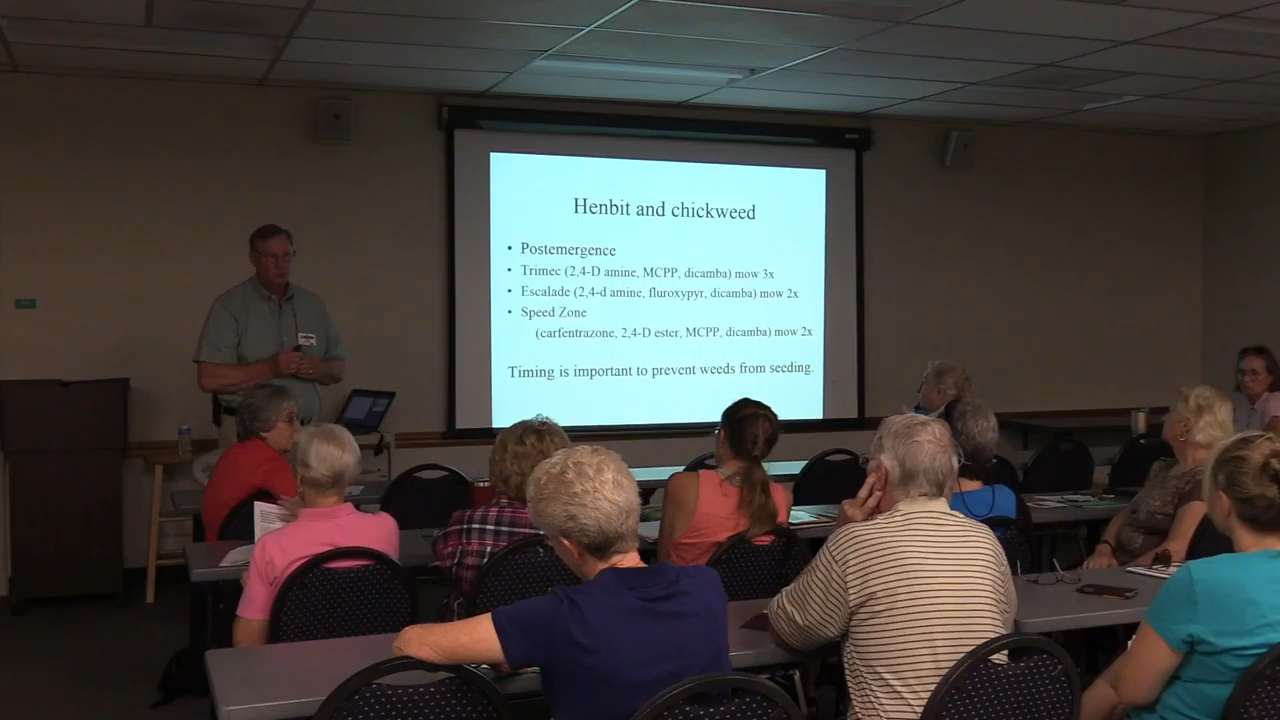 Henbit and chickweed
• Postemergence
• Trimec (2,4-D amine, MCPP, dicamba) mow 3x
• Escalade (2,4-d amine, fluroxypyr, dicamba) mow 2x
• Speed Zone
(carfentrazone, 2,4-D ester, MCPP, dicamba) mow 2x
Timing is important to prevent weeds from seeding.